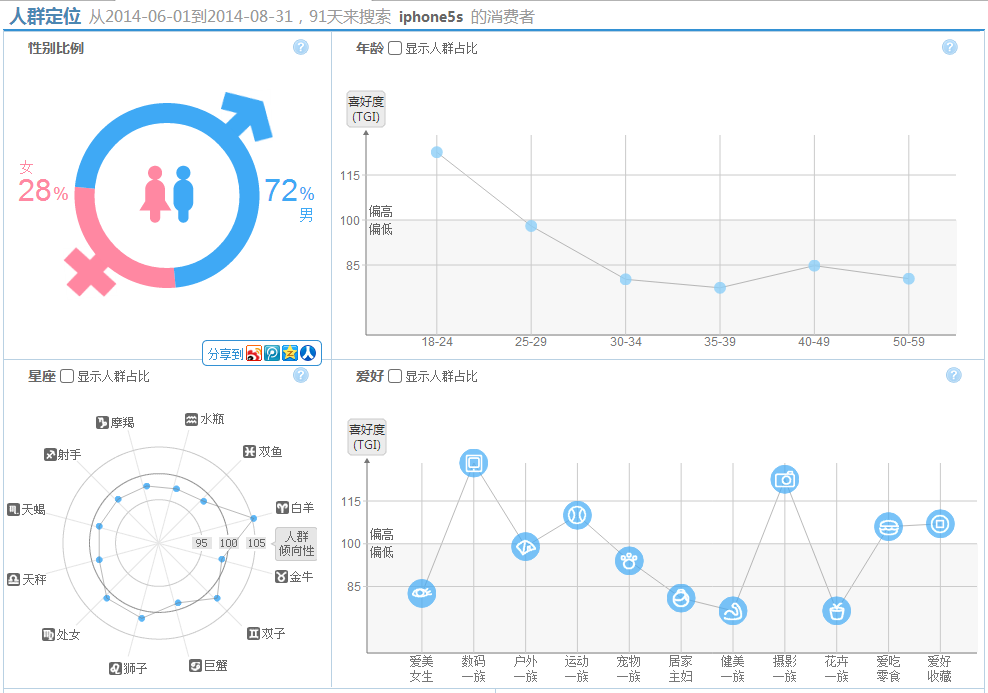 人群定位 从2014-06-01到2014-08-31，91天来搜索 iphone5s 的消费者
性别比例 ?
女
28%
72%
男
分享到
年龄 显示人群占比 ?
喜好度
(TGI)
115
100
偏高
偏低
85
18-24 25-29 30-34 35-39 40-49 50-59
星座 显示人群占比 ?
摩羯 水瓶
射手 双鱼
天蝎 白羊
95 100 105
人群
倾向性
天秤 金牛
处女 双子
狮子 巨蟹
爱好 显示人群占比 ?
喜好度
(TGI)
115
100
偏高
偏低
85
爱美 数码 户外 运动 宠物 居家 健美 摄影 花卉 爱吃 爱好
女生 一族 一族 一族 一族 主妇 一族 一族 一族 零食 收藏